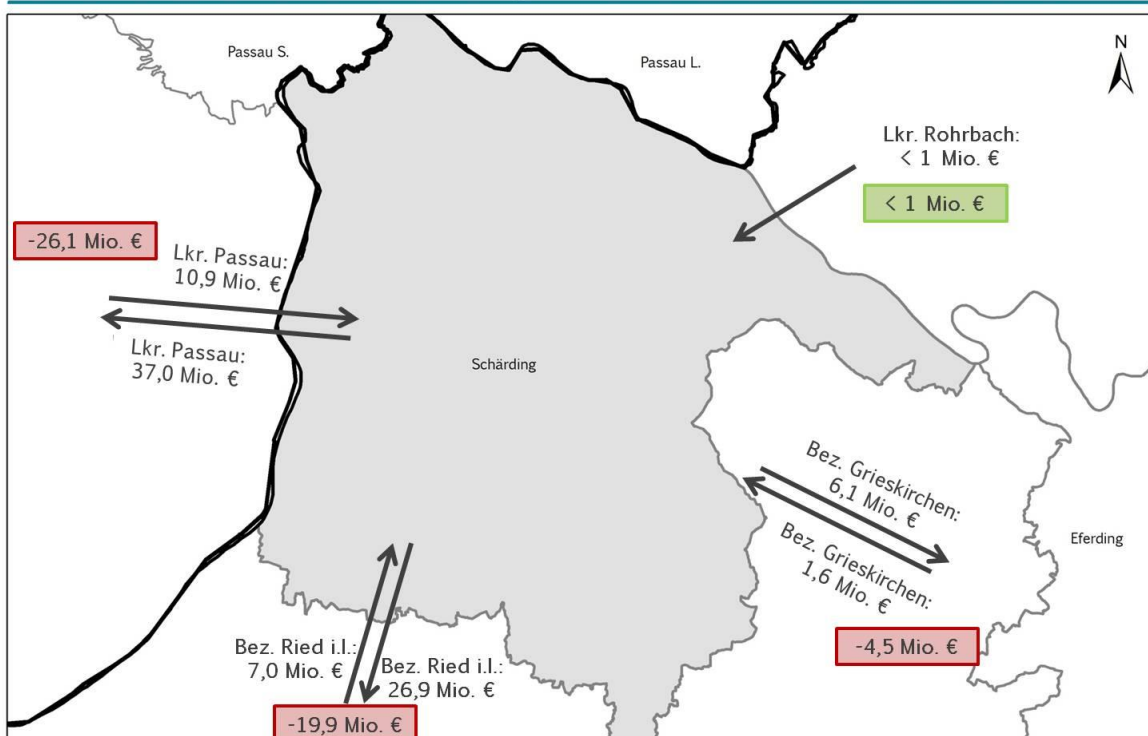 Passau S.
Passau L.
N
Lkr. Rohrbach:
< 1 Mio. €
< 1 Mio. €
-26,1 Mio. €
Lkr. Passau:
10,9 Mio. €
Lkr. Passau:
37,0 Mio. €
Schärding
Bez. Grieskirchen:
6,1 Mio. €
Bez. Grieskirchen:
1,6 Mio. €
Eferding
-4,5 Mio. €
Bez. Ried i.I.:
7,0 Mio. €
Bez. Ried i.I.:
26,9 Mio. €
-19,9 Mio. €